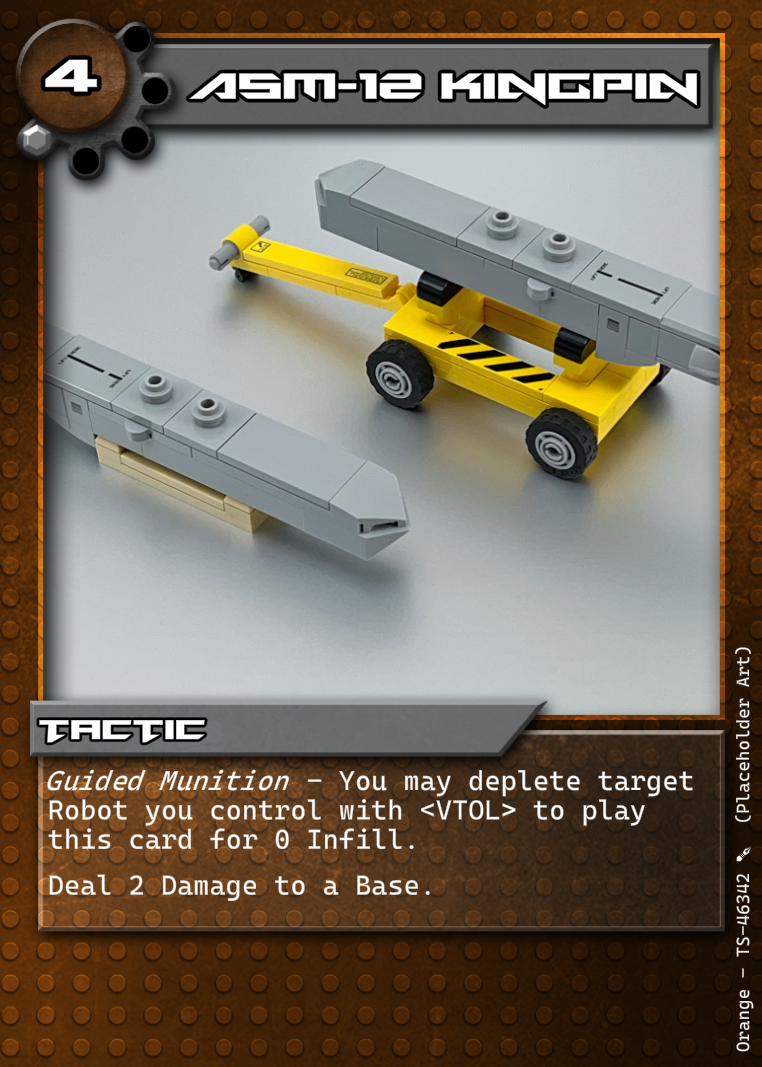 4
ASM-12 KINGPIN
TACTIC
Guided Munition – You may deplete target
Robot you control with <VTOL> to play
this card for 0 Infill.
Deal 2 Damage to a Base.
Orange – TS-46342 (Placeholder Art)